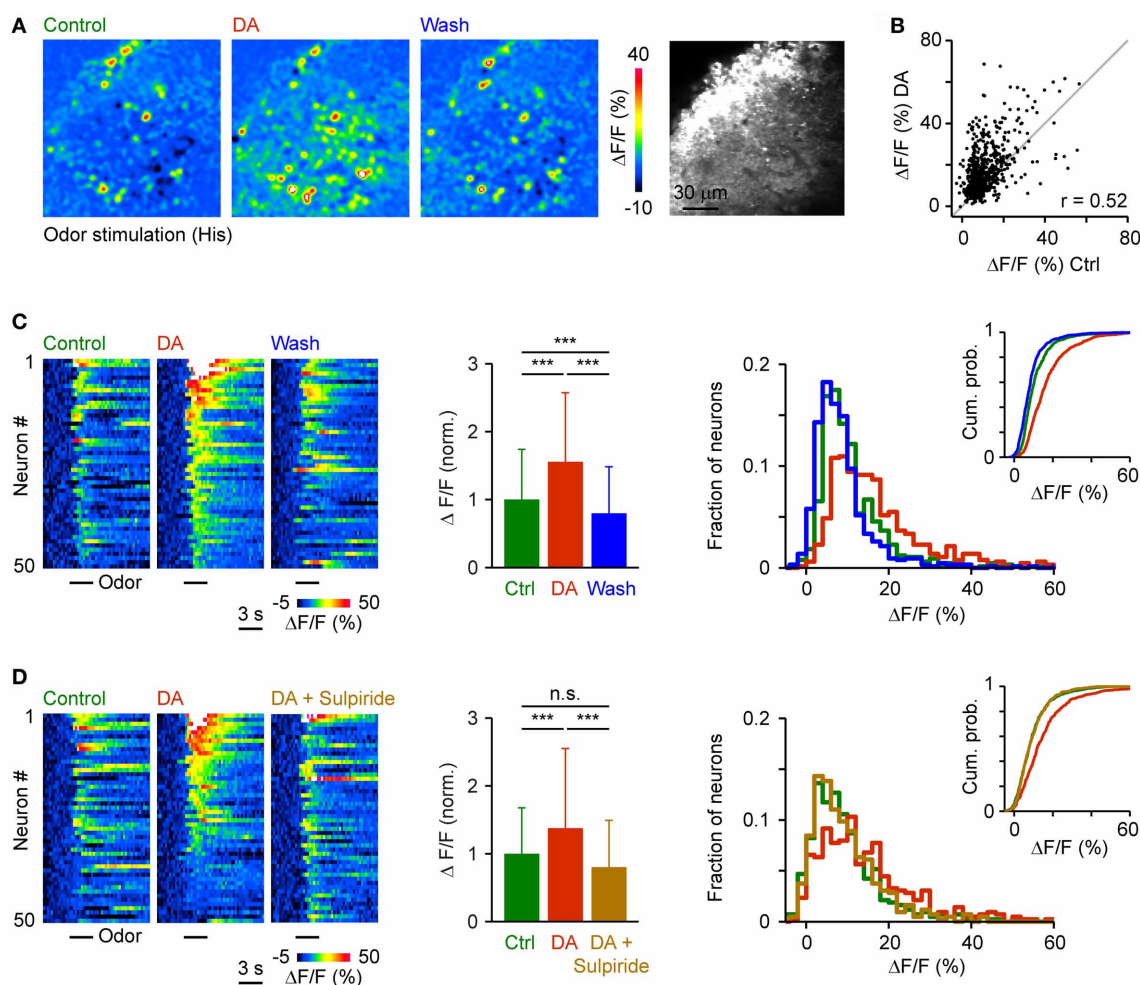 A
Control
DA
Wash
40
ΔF/F (%)
-10
30 μm
Odor stimulation (His)
B
80
40
0
ΔF/F (%) DA
r = 0.52
0 40 80
ΔF/F (%) Ctrl
C
Control
DA
Wash
1
Neuron #
50
Odor
3 s
-5 50
ΔF/F (%)
***
*** ***
3
2
1
0
Δ F/F (norm.)
Ctrl DA Wash
0.2
0.1
0
Fraction of neurons
0 20 40 60
ΔF/F (%)
1
0
Cum. prob.
0 60
ΔF/F (%)
D
Control
DA
DA + Sulpiride
1
Neuron #
50
Odor
3 s
-5 50
ΔF/F (%)
n.s.
*** ***
3
2
1
0
Δ F/F (norm.)
Ctrl DA DA +
Sulpiride
0.2
0.1
0
Fraction of neurons
0 20 40 60
ΔF/F (%)
1
0
Cum. prob.
0 60
ΔF/F (%)